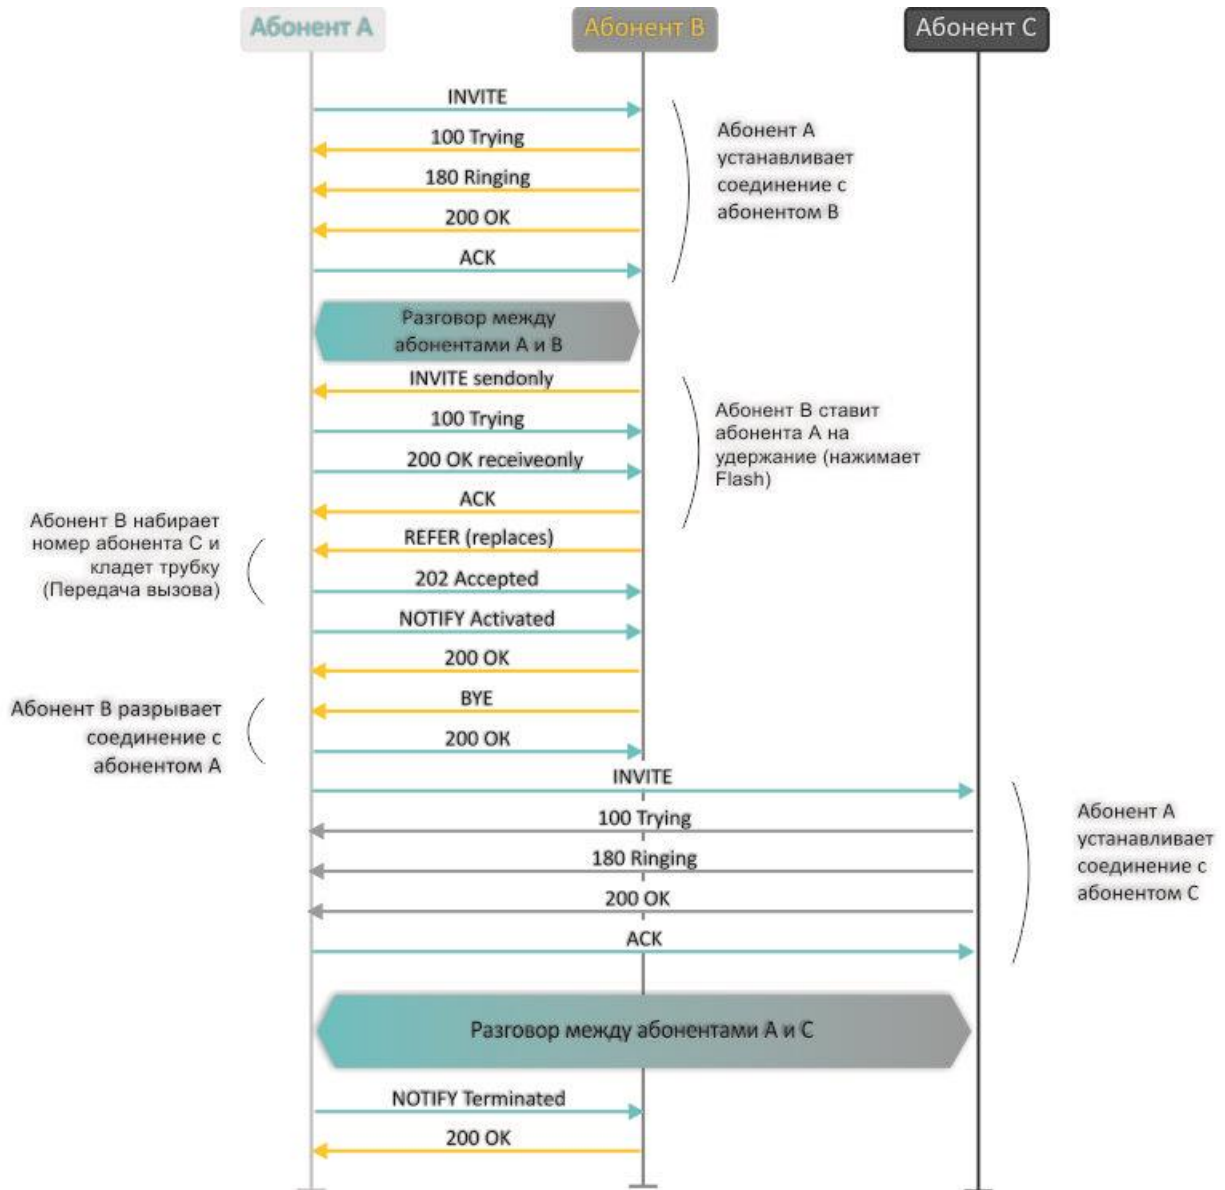 Абонент А
Абонент В
Абонент С
INVITE
100 Trying
180 Ringing
200 OK
ACK
Абонент А
устанавливает
соединение с
абонентом В
Разговор между
абонентами А и В
INVITE sendonly
100 Trying
200 OK receiveonly
ACK
Абонент В ставит
абонента А на
удержание (нажимает
Flash)
REFER (replaces)
202 Accepted
Абонент В набирает
номер абонента С и
кладет трубку
(Передача вызова)
NOTIFY Activated
200 OK
BYE
200 OK
Абонент В разрывает
соединение с
абонентом А
INVITE
100 Trying
180 Ringing
200 OK
ACK
Абонент А
устанавливает
соединение с
абонентом С
Разговор между абонентами А и С
NOTIFY Terminated
200 OK